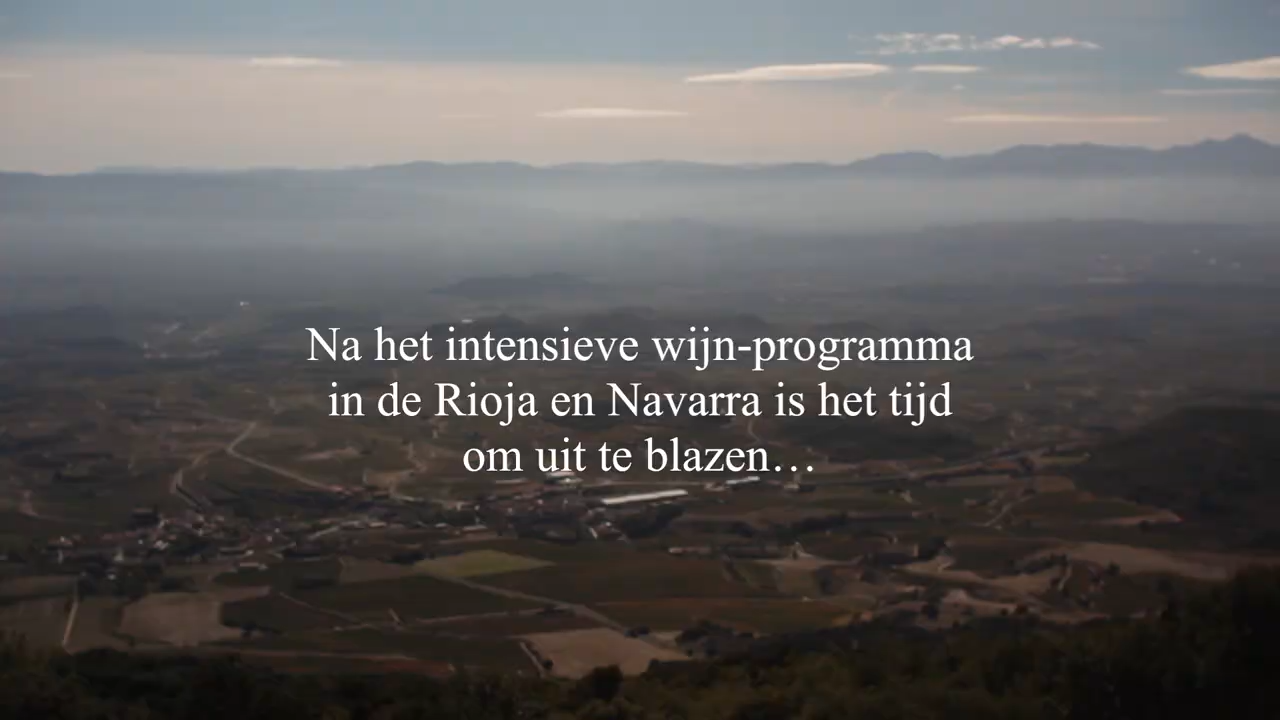 Na het intensieve wijn-programma
in de Rioja en Navarra is het tijd
om uit te blazen…